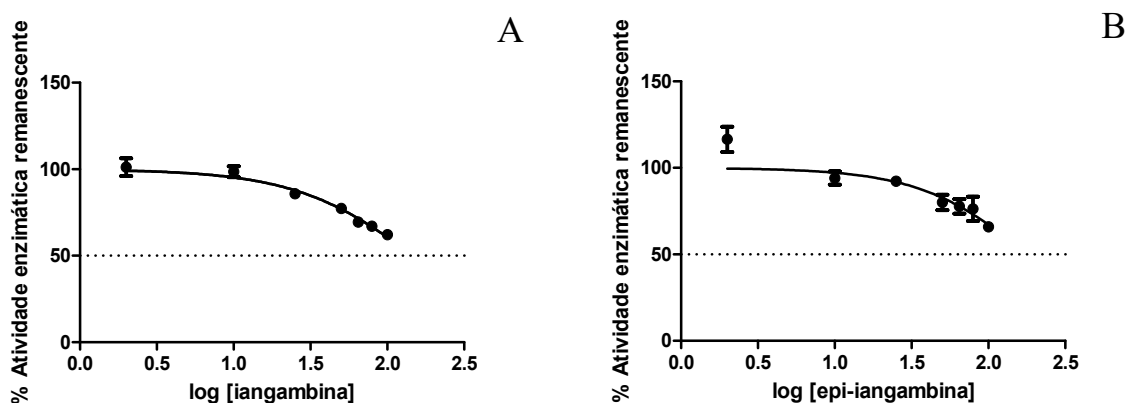 A
% Atividade enzimática remanescente
150
100
50
0
0.0 0.5 1.0 1.5 2.0 2.5
log [iangambina]
B
% Atividade enzimática remanescente
150
100
50
0
0.0 0.5 1.0 1.5 2.0 2.5
log [epi-iangambina]